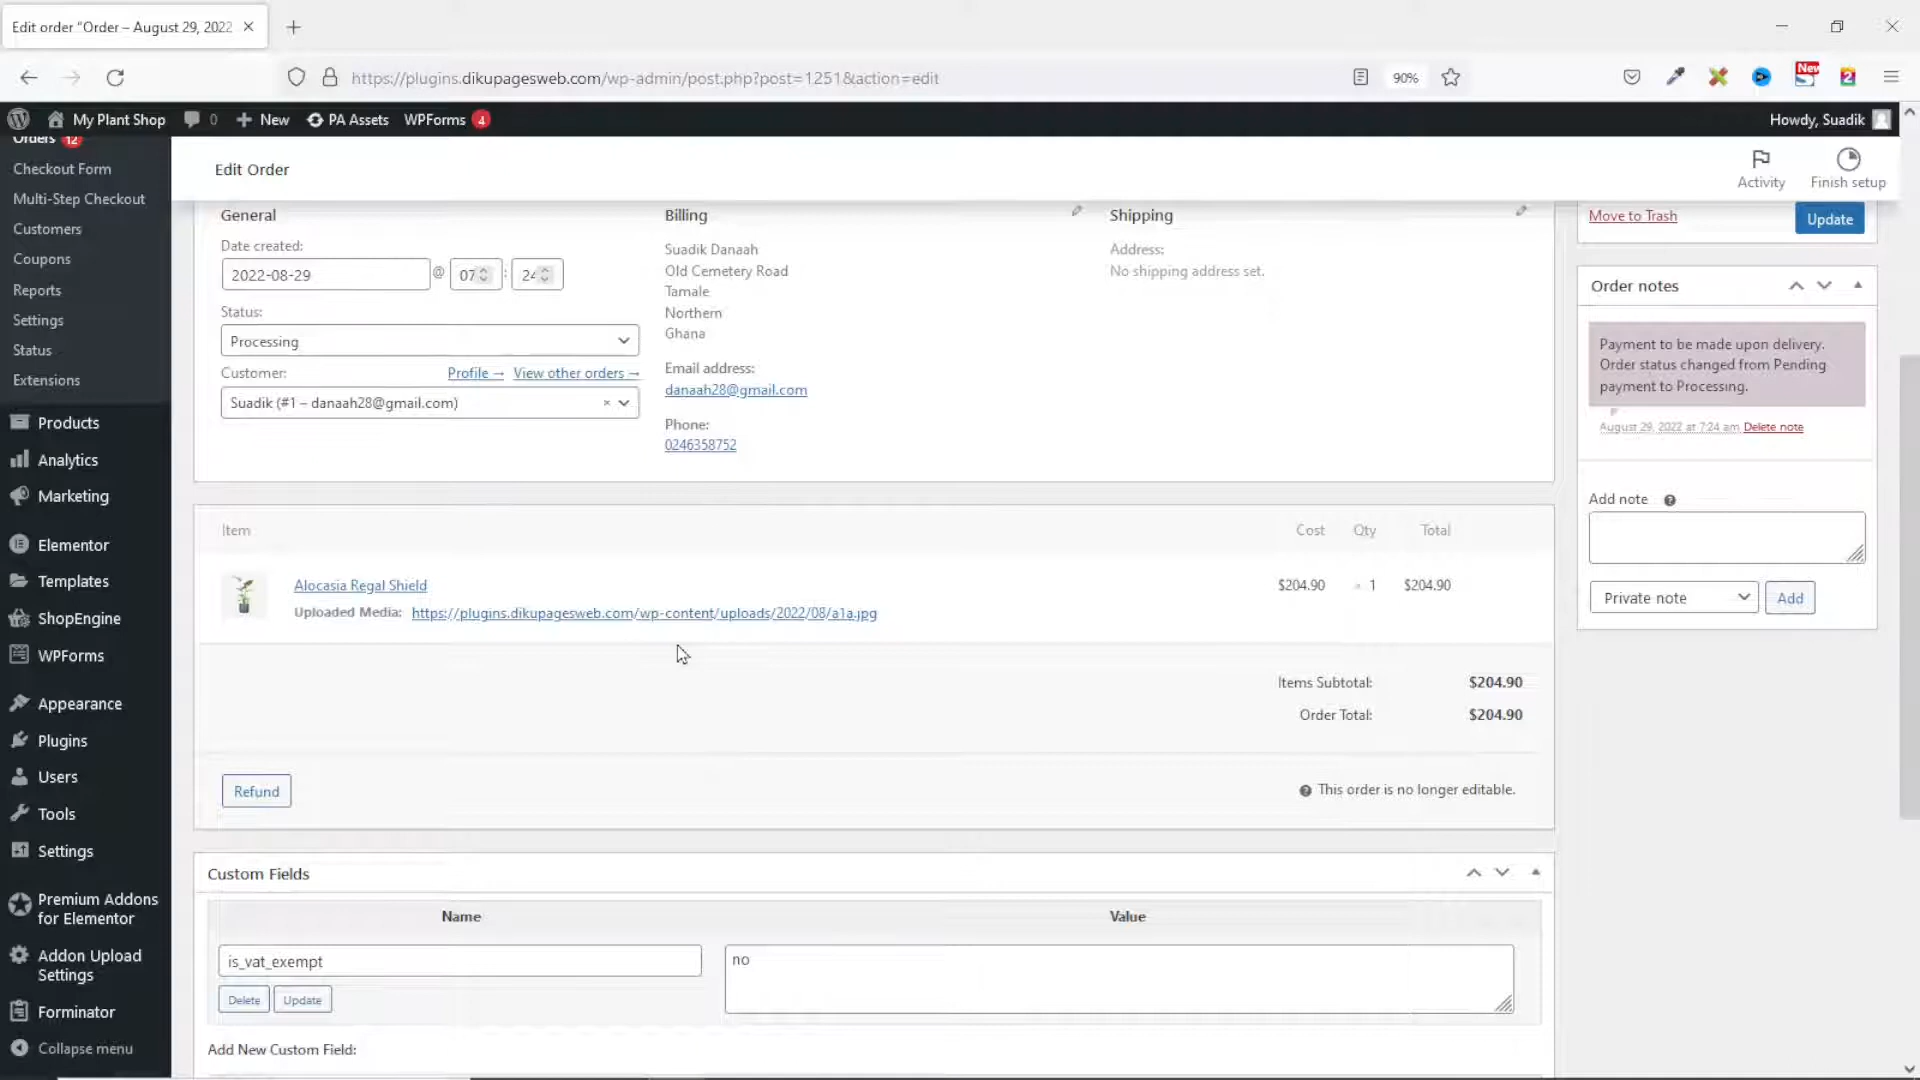 Edit order “Order – August 29, 2022
https://plugins.dikupagesweb.com/wp-admin/post.php?post=1251&action=edit
90%
New
2
My Plant Shop
0
New
PA Assets
WPForms
4
Howdy, Suadik
Orders 12
Checkout Form
Multi-Step Checkout
Customers
Coupons
Reports
Settings
Status
Extensions
Products
Analytics
Marketing
Elementor
Templates
ShopEngine
WPForms
Appearance
Plugins
Users
Tools
Settings
Premium Addons
for Elementor
Addon Upload
Settings
Forminator
Collapse menu
Edit Order
Activity
Finish setup
General
Date created:
2022-08-29
@
07
:
24
Status:
Processing
Customer:
Profile →
View other orders →
Suadik (#1 – danaah28@gmail.com)
×
Billing
Suadik Danaah
Old Cemetery Road
Tamale
Northern
Ghana
Email address:
danaah28@gmail.com
Phone:
0246358752
Shipping
Address:
No shipping address set.
Move to Trash
Update
Order notes
Payment to be made upon delivery.
Order status changed from Pending
payment to Processing.
August 29, 2022 at 7:24 am Delete note
Add note
Private note
Add
Item
Cost
Qty
Total
Alocasia Regal Shield
$204.90
× 1
$204.90
Uploaded Media: https://plugins.dikupagesweb.com/wp-content/uploads/2022/08/a1a.jpg
Items Subtotal:
$204.90
Order Total:
$204.90
Refund
This order is no longer editable.
Custom Fields
Name
Value
is_vat_exempt
no
Delete
Update
Add New Custom Field: